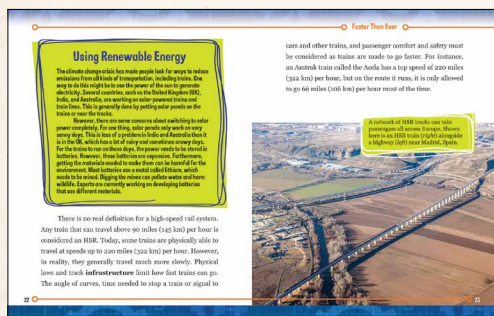 Using Renewable Energy
The climate change crisis has made people look for ways to reduce
emissions from all kinds of transportation, including trains. One
way to do this might be to use the power of the sun to generate
electricity. Several countries, such as the United Kingdom (UK),
India, and Australia, are working on solar-powered trains and
train lines. This is generally done by putting solar panels on the
trains or near the tracks.
However, there are some concerns about switching to solar
power completely. For one thing, solar panels only work on very
sunny days. This is less of a problem in India and Australia than it
is in the UK, which has a lot of rainy and sometimes snowy days.
For the trains to run on these days, the power needs to be stored in
batteries. However, these batteries are expensive. Furthermore,
getting the materials needed to make them can be harmful for the
environment. Most batteries use a metal called lithium, which
needs to be mined. Digging the mines can pollute water and harm
wildlife. Experts are currently working on developing batteries
that use different materials.
There is no real definition for a high-speed rail system.
Any train that can travel above 90 miles (145 km) per hour is
considered an HSR. Today, some trains are physically able to
travel at speeds up to 220 miles (322 km) per hour. However,
in reality, they generally travel much more slowly. Physical
laws and track infrastructure limit how fast trains can go.
The angle of curves, time needed to stop a train or signal to
22
Faster Than Ever
cars and other trains, and passenger comfort and safety must
be considered as trains are made to go faster. For instance,
an Amtrak train called the Acela has a top speed of 220 miles
(322 km) per hour, but on the route it runs, it is only allowed
to go 66 miles (106 km) per hour most of the time.
A network of HSR tracks can take
passengers all across Europe. Shown
here is an HSR train (right) alongside
a highway (left) near Madrid, Spain.
23